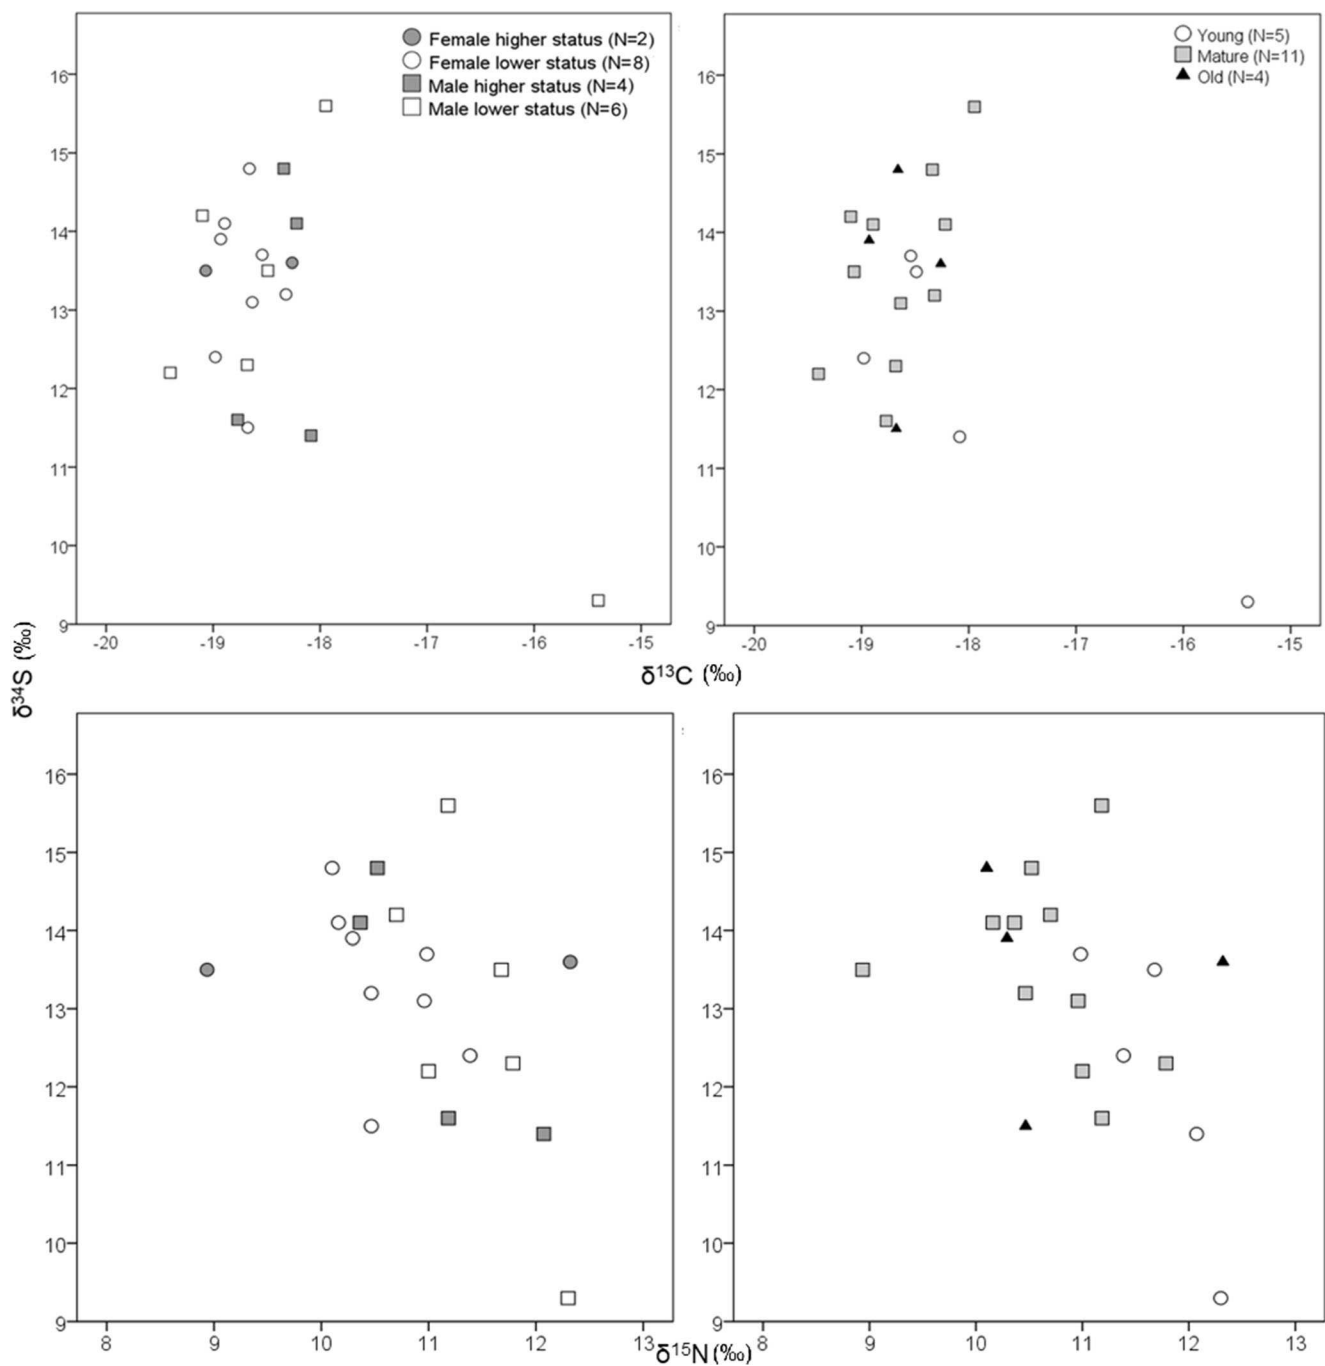 Female higher status (N=2)
Female lower status (N=8)
Male higher status (N=4)
Male lower status (N=6)
16
15
14
13
12
11
10
9
-20 -19 -18 -17 -16 -15
Young (N=5)
Mature (N=11)
Old (N=4)
16
15
14
13
12
11
10
9
-20 -19 -18 -17 -16 -15
δ³⁴S (‰)
δ¹³C (‰)
16
15
14
13
12
11
10
9
8 9 10 11 12 13
16
15
14
13
12
11
10
9
8 9 10 11 12 13
δ¹⁵N (‰)